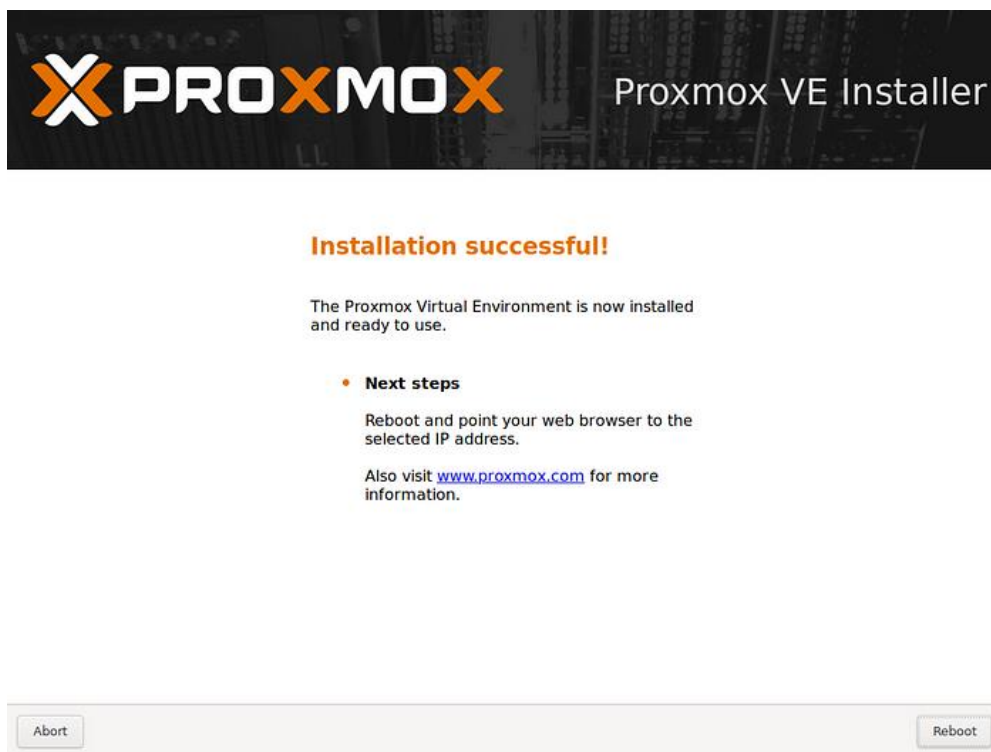 PROXMOX
Proxmox VE Installer
Installation successful!
The Proxmox Virtual Environment is now installed
and ready to use.
• Next steps
Reboot and point your web browser to the
selected IP address.
Also visit www.proxmox.com for more
information.
Abort
Reboot